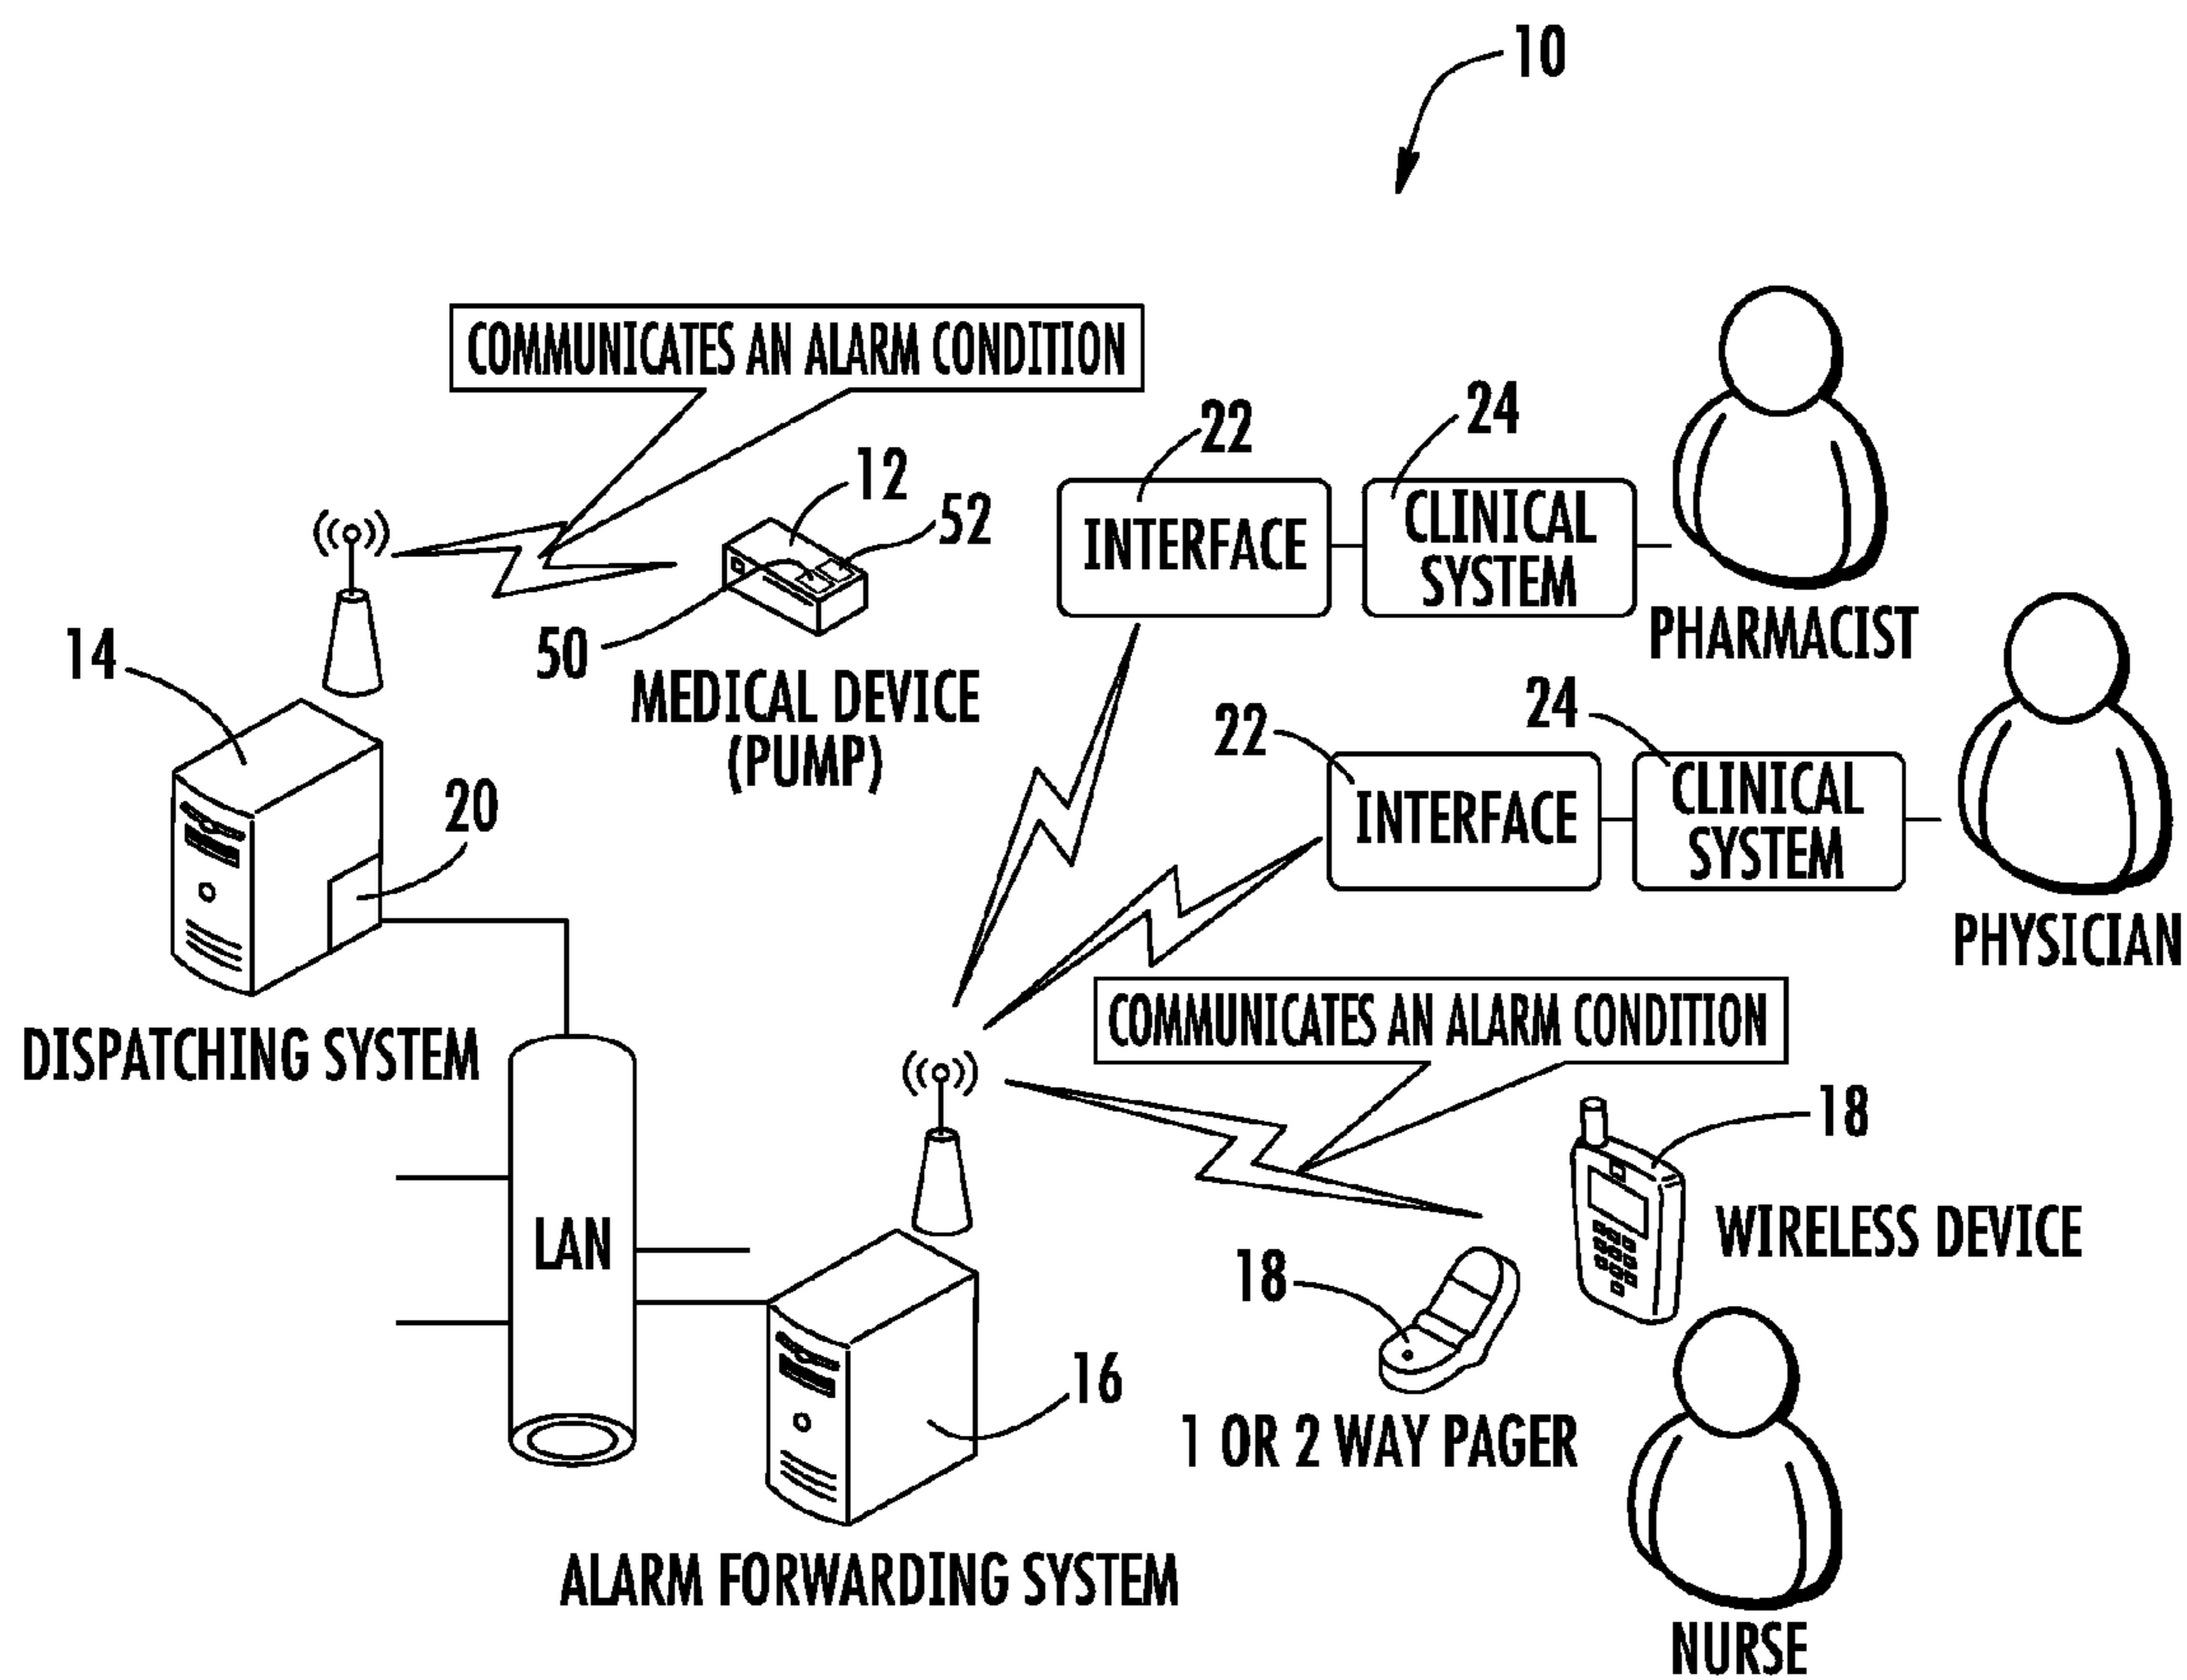 10
COMMUNICATES AN ALARM CONDITION
12
52
50
MEDICAL DEVICE
(PUMP)
14
20
DISPATCHING SYSTEM
22
24
INTERFACE
CLINICAL
SYSTEM
PHARMACIST
22
24
INTERFACE
CLINICAL
SYSTEM
PHYSICIAN
COMMUNICATES AN ALARM CONDITION
18
WIRELESS DEVICE
18
1 OR 2 WAY PAGER
LAN
16
ALARM FORWARDING SYSTEM
NURSE